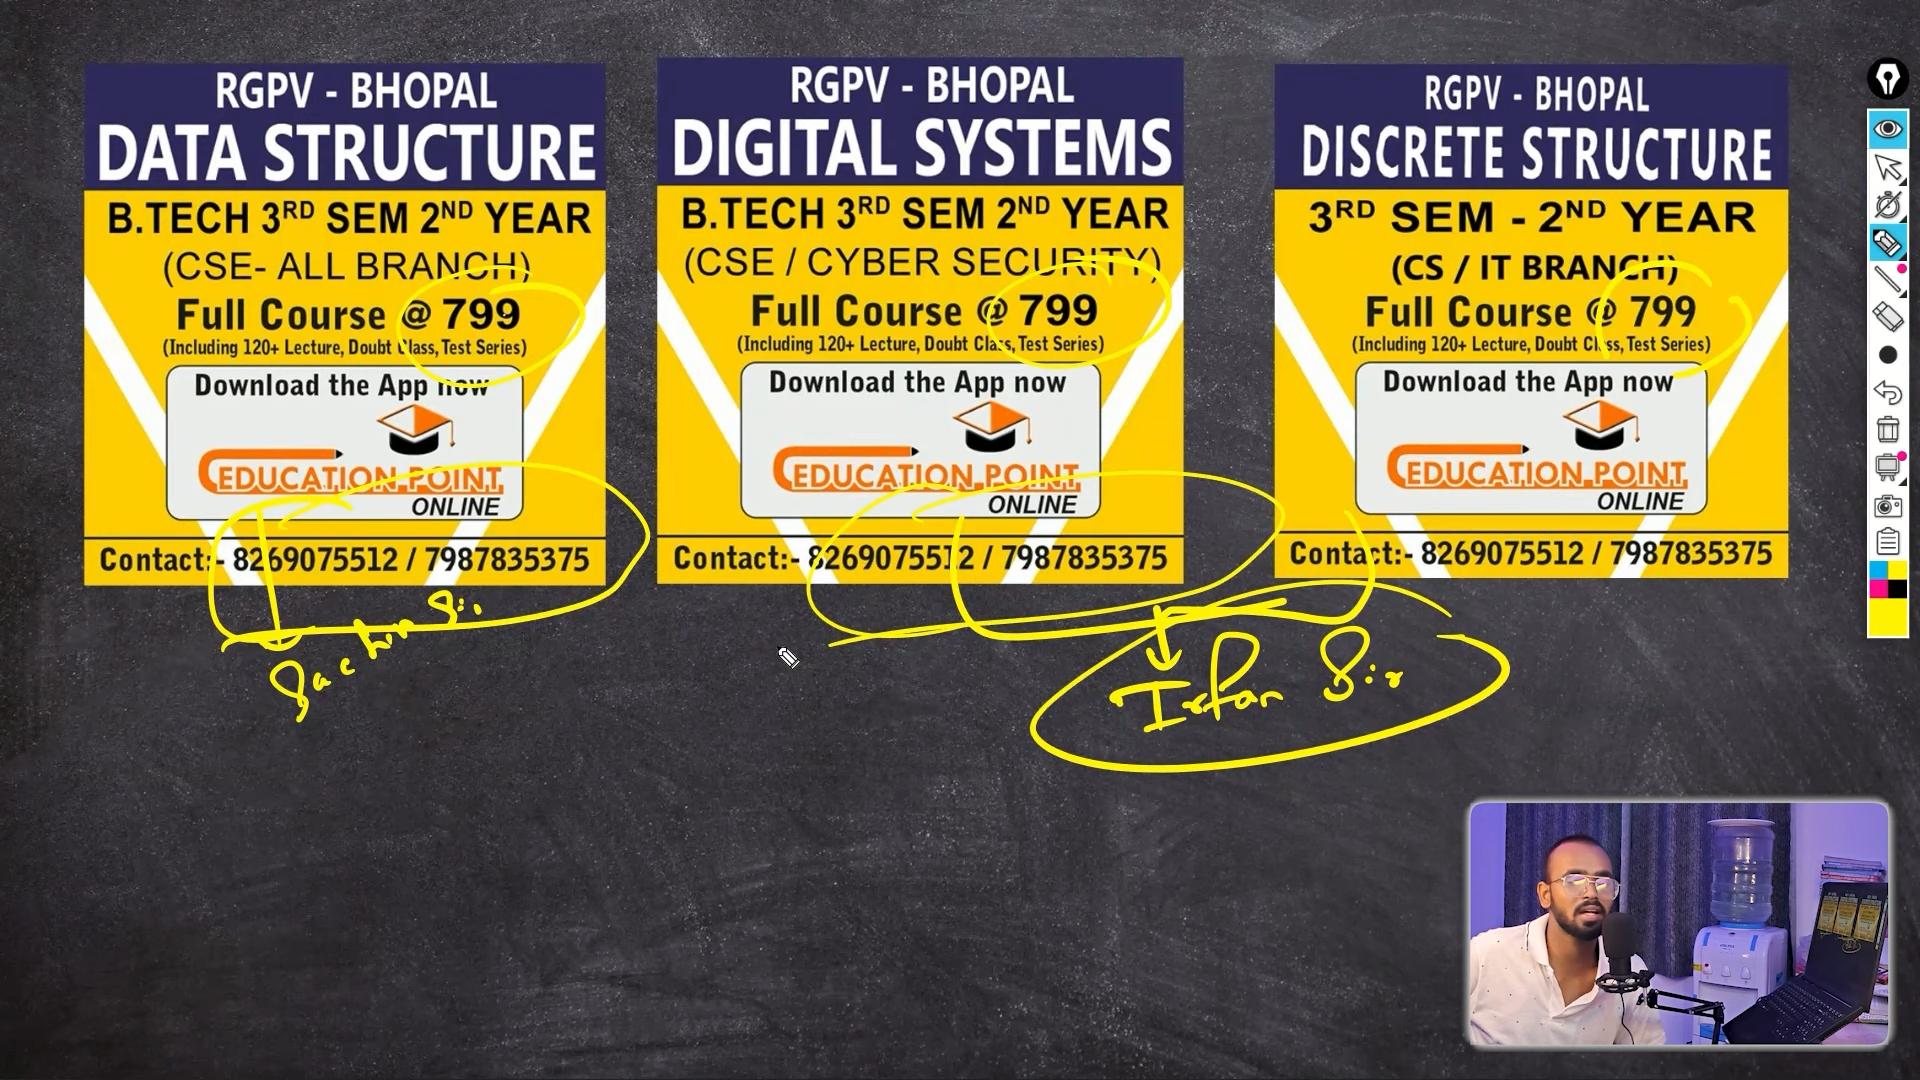 RGPV - BHOPAL
DATA STRUCTURE
B.TECH 3RD SEM 2ND YEAR
(CSE- ALL BRANCH)
Full Course @ 799
(Including 120+ Lecture, Doubt Class, Test Series)
Download the App now
EDUCATION POINT
ONLINE
Contact:- 8269075512 / 7987835375
Sachin Sir
RGPV - BHOPAL
DIGITAL SYSTEMS
B.TECH 3RD SEM 2ND YEAR
(CSE / CYBER SECURITY)
Full Course @ 799
(Including 120+ Lecture, Doubt Class, Test Series)
Download the App now
EDUCATION POINT
ONLINE
Contact:- 8269075512 / 7987835375
RGPV - BHOPAL
DISCRETE STRUCTURE
3RD SEM - 2ND YEAR
(CS / IT BRANCH)
Full Course @ 799
(Including 120+ Lecture, Doubt Class, Test Series)
Download the App now
EDUCATION POINT
ONLINE
Contact:- 8269075512 / 7987835375
Irfan Sir